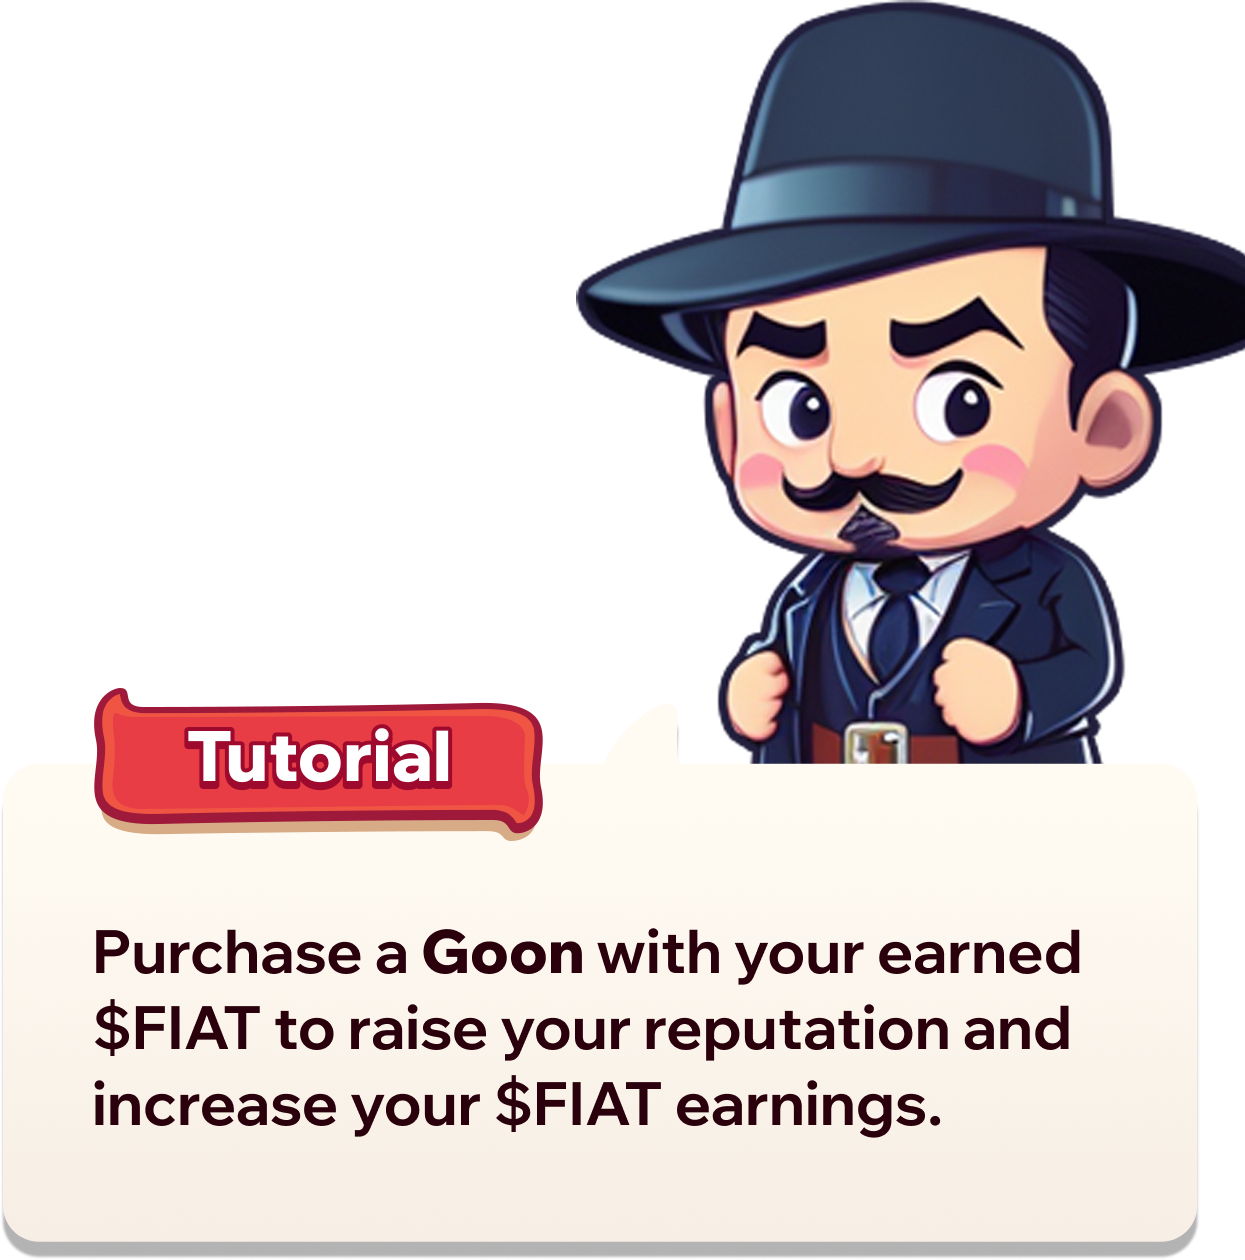 Tutorial
Purchase a Goon with your earned
$FIAT to raise your reputation and
increase your $FIAT earnings.